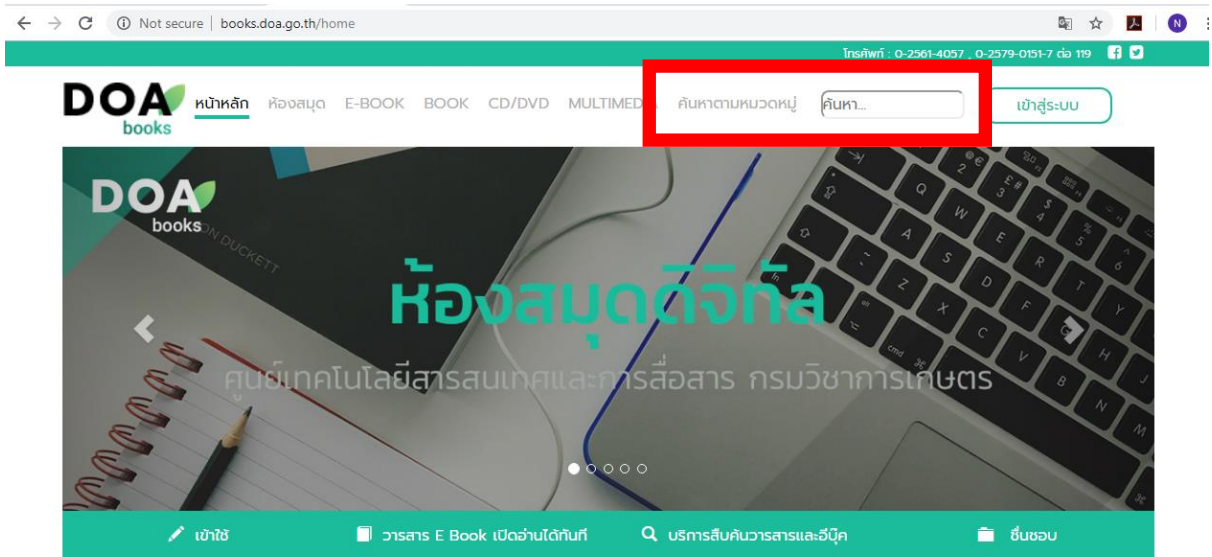 Not secure | books.doa.go.th/home
N
โทรศัพท์ : 0-2561-4057 , 0-2579-0151-7 ต่อ 119
DOA books
หน้าหลัก ห้องสมุด E-BOOK BOOK CD/DVD MULTIMEDIA ค้นหาตามหมวดหมู่ ค้นหา... เข้าสู่ระบบ
DOA
books
ON DUCKETT
ห้องสมุดดิจิทัล
ศูนย์เทคโนโลยีสารสนเทศและการสื่อสาร กรมวิชาการเกษตร
เข้าใช้ วารสาร E Book เปิดอ่านได้ทันที บริการสืบค้นวารสารและอีบุ๊ค ชื่นชอบ